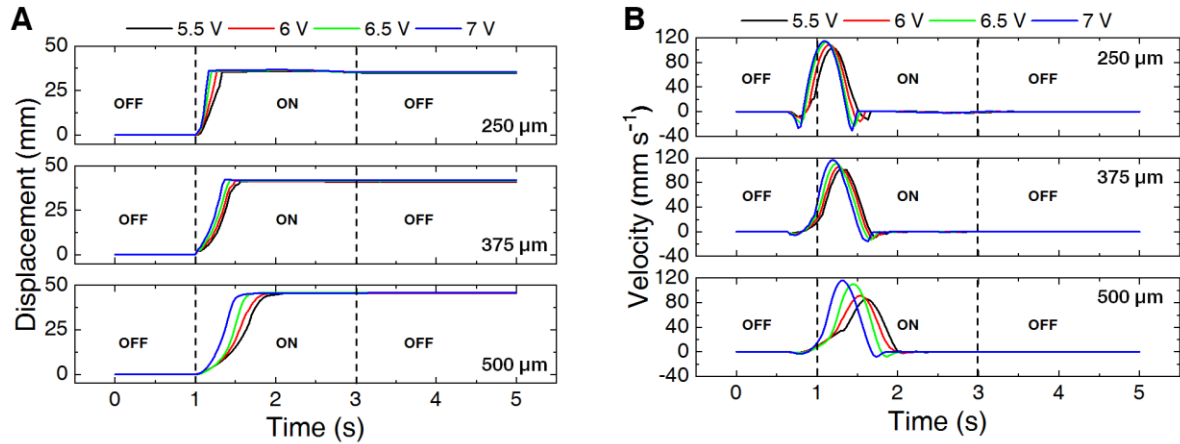 A
5.5 V 6 V 6.5 V 7 V
Displacement (mm)
50
25
0
OFF ON OFF
250 µm
50
25
0
OFF ON OFF
375 µm
50
25
0
OFF ON OFF
500 µm
0 1 2 3 4 5
Time (s)
B
5.5 V 6 V 6.5 V 7 V
Velocity (mm s⁻¹)
120
80
40
0
-40
250 µm
OFF ON OFF
120
80
40
0
-40
375 µm
OFF ON OFF
120
80
40
0
-40
500 µm
OFF ON OFF
0 1 2 3 4 5
Time (s)